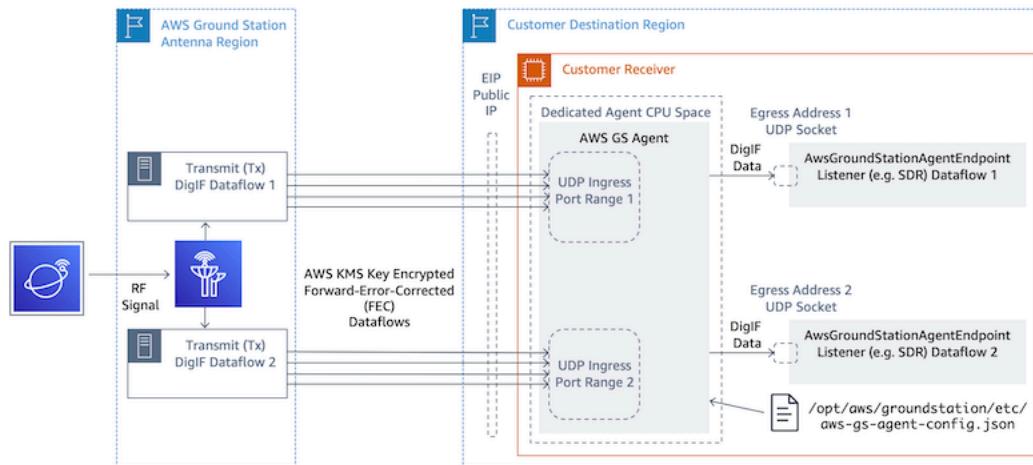 AWS Ground Station
Antenna Region
Customer Destination Region
Customer Receiver
EIP
Public
IP
Dedicated Agent CPU Space
AWS GS Agent
Egress Address 1
UDP Socket
Transmit (Tx)
DigIF Dataflow 1
UDP Ingress
Port Range 1
DigIF
Data
AwsGroundStationAgentEndpoint
Listener (e.g. SDR) Dataflow 1
RF
Signal
AWS KMS Key Encrypted
Forward-Error-Corrected
(FEC)
Dataflows
Egress Address 2
UDP Socket
Transmit (Tx)
DigIF Dataflow 2
UDP Ingress
Port Range 2
DigIF
Data
AwsGroundStationAgentEndpoint
Listener (e.g. SDR) Dataflow 2
/opt/aws/groundstation/etc/
aws-gs-agent-config.json